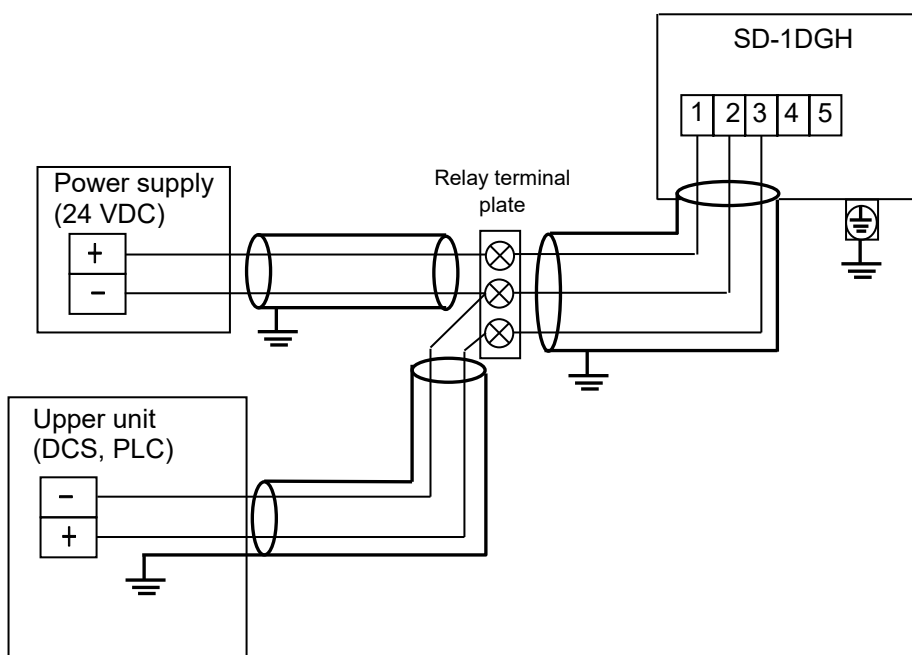 SD-1DGH
1 2 3 4 5
Power supply
(24 VDC)
+
-
Relay terminal
plate
Upper unit
(DCS, PLC)
-
+